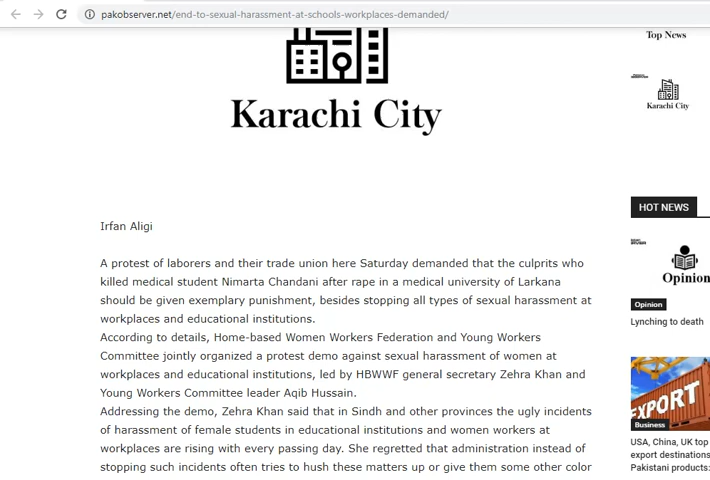 pakobserver.net/end-to-sexual-harassment-at-schools-workplaces-demanded/
Karachi City
Irfan Aligi
A protest of laborers and their trade union here Saturday demanded that the culprits who
killed medical student Nimarta Chandani after rape in a medical university of Larkana
should be given exemplary punishment, besides stopping all types of sexual harassment at
workplaces and educational institutions.
According to details, Home-based Women Workers Federation and Young Workers
Committee jointly organized a protest demo against sexual harassment of women at
workplaces and educational institutions, led by HBWWF general secretary Zehra Khan and
Young Workers Committee leader Aqib Hussain.
Addressing the demo, Zehra Khan said that in Sindh and other provinces the ugly incidents
of harassment of female students in educational institutions and women workers at
workplaces are rising with every passing day. She regretted that administration instead of
stopping such incidents often tries to hush these matters up or give them some other color
Top News
Karachi City
HOT NEWS
Opinion
Opinion
Lynching to death
EXPORT
Business
USA, China, UK top
export destinations
Pakistani products: